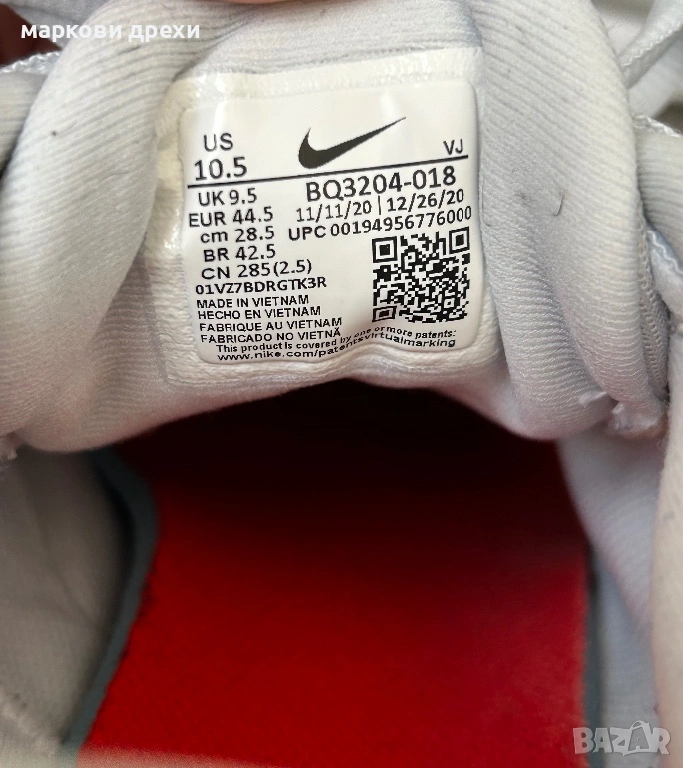 маркови дрехи
US
10.5
VJ
UK 9.5
BQ3204-018
EUR 44.5
11/11/20 | 12/26/20
cm 28.5
UPC 00194956776000
BR 42.5
CN 285(2.5)
01VZ7BDRGTK3R
MADE IN VIETNAM
HECHO EN VIETNAM
FABRIQUE AU VIETNAM
FABRICADO NO VIETNÃ
This product is covered by one or more patents:
www.nike.com/patentsvirtualmarking
BAZAR